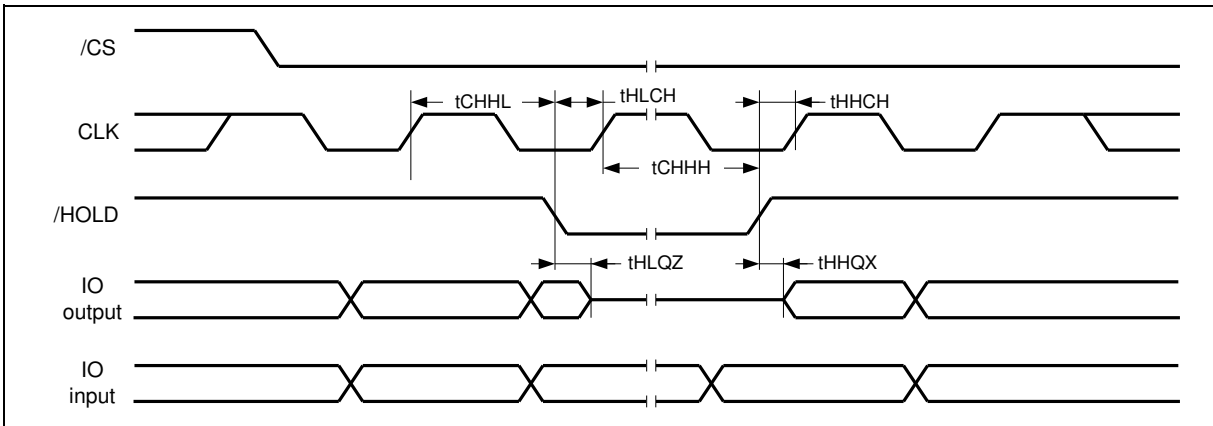 /CS
tCHHL
tHLCH
tHHCH
CLK
tCHHH
/HOLD
tHLQZ
tHHQX
IO
output
IO
input